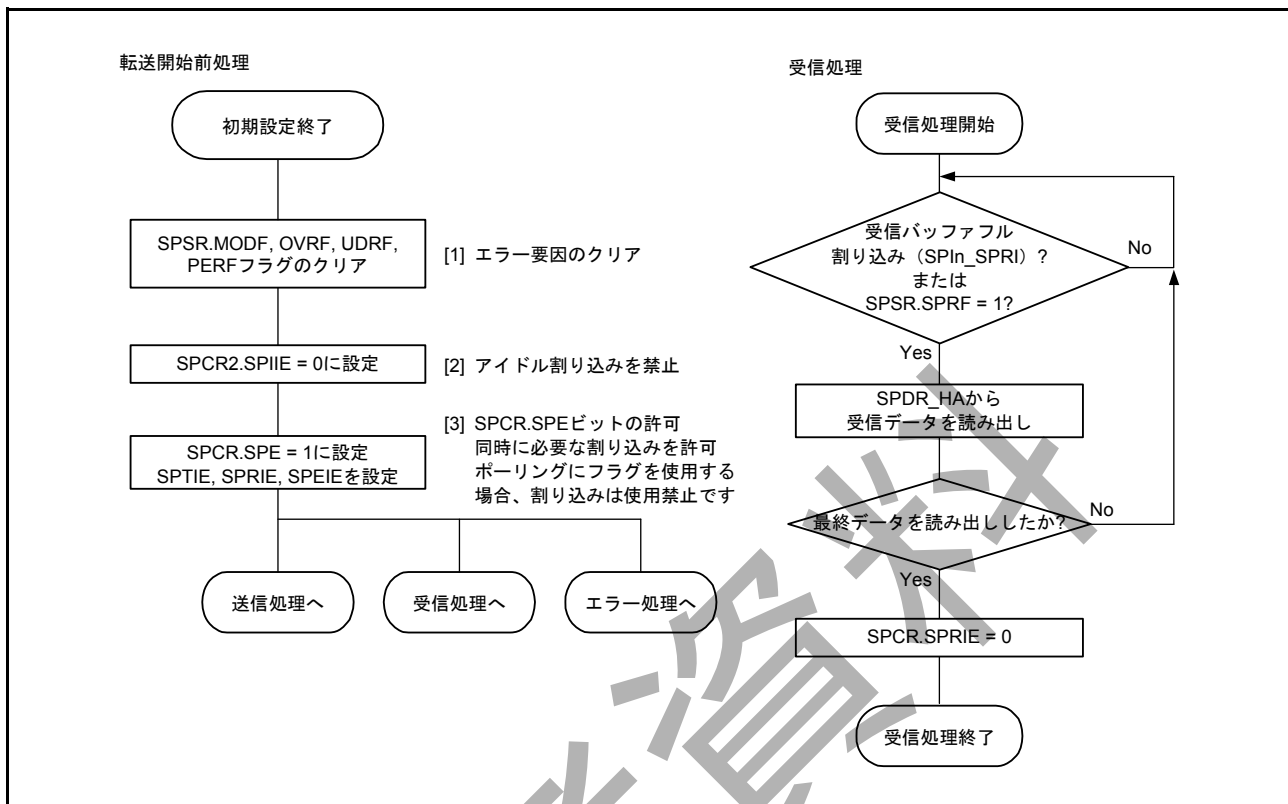 転送開始前処理
初期設定終了
SPSR.MODF, OVRF, UDRF,
PERFフラグのクリア
[1] エラー要因のクリア
SPCR2.SPIIE = 0に設定
[2] アイドル割り込みを禁止
SPCR.SPE = 1に設定
SPTIE, SPRIE, SPEIEを設定
[3] SPCR.SPEビットの許可
同時に必要な割り込みを許可
ポーリングにフラグを使用する
場合、割り込みは使用禁止です
送信処理へ
受信処理へ
エラー処理へ
受信処理
受信処理開始
受信バッファフル
割り込み（SPIn_SPRI）?
または
SPSR.SPRF = 1?
No
Yes
SPDR_HAから
受信データを読み出し
最終データを読み出ししたか?
No
Yes
SPCR.SPRIE = 0
受信処理終了
資料